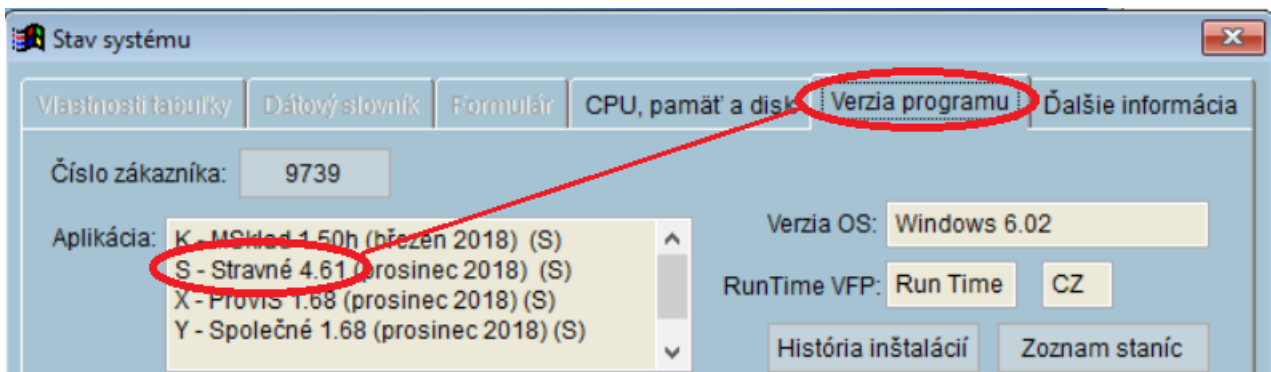 Stav systému
Vlastnosti tabuľky Dátový slovník Formulár CPU, pamäť a disk Verzia programu Ďalšie informácia
Číslo zákazníka: 9739
Aplikácia:
K - MSklad 1.50h (březen 2018) (S)
S - Stravné 4.61 (prosinec 2018) (S)
X - ProVIS 1.68 (prosinec 2018) (S)
Y - Společné 1.68 (prosinec 2018) (S)
Verzia OS: Windows 6.02
RunTime VFP: Run Time CZ
História inštalácií Zoznam staníc